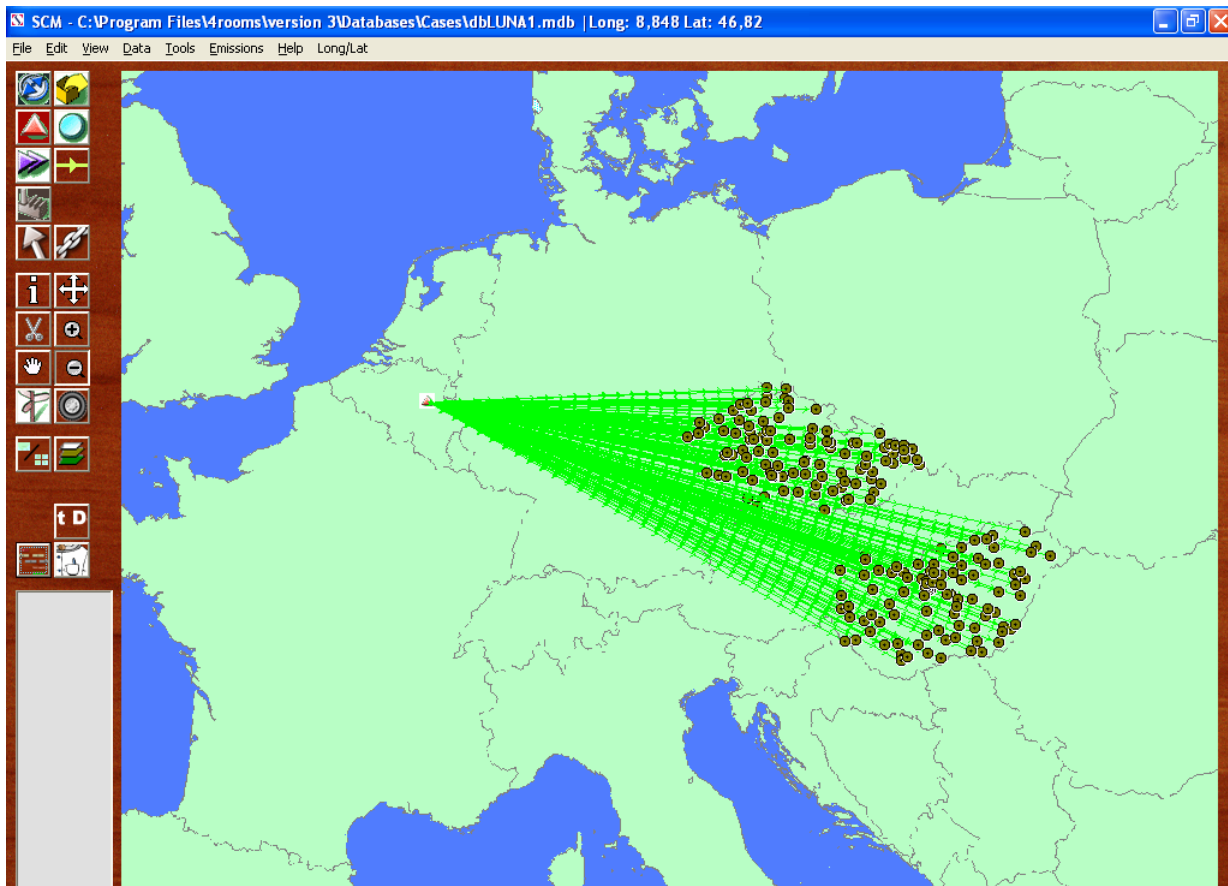 SCM - C:\Program Files\4rooms\version 3\Databases\Cases\dbLUNA1.mdb | Long: 8,848 Lat: 46,82
File Edit View Data Tools Emissions Help Long/Lat
i
t D